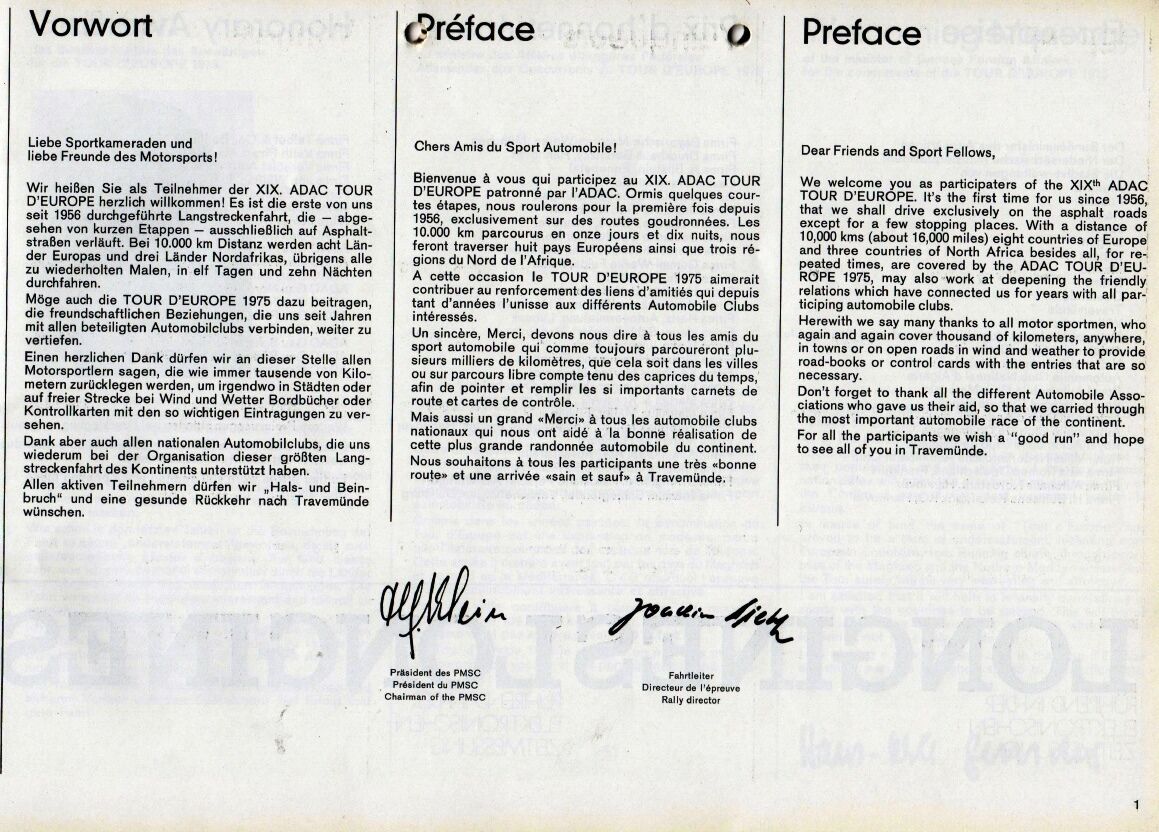 Vorwort
Liebe Sportkameraden und
liebe Freunde des Motorsports!
Wir heißen Sie als Teilnehmer der XIX. ADAC TOUR
D'EUROPE herzlich willkommen! Es ist die erste von uns
seit 1956 durchgeführte Langstreckenfahrt, die — abge-
sehen von kurzen Etappen — ausschließlich auf Asphalt-
straßen verläuft. Bei 10.000 km Distanz werden acht Län-
der Europas und drei Länder Nordafrikas, übrigens alle
zu wiederholten Malen, in elf Tagen und zehn Nächten
durchfahren.
Möge auch die TOUR D'EUROPE 1975 dazu beitragen,
die freundschaftlichen Beziehungen, die uns seit Jahren
mit allen beteiligten Automobilclubs verbinden, weiter zu
vertiefen.
Einen herzlichen Dank dürfen wir an dieser Stelle allen
Motorsportlern sagen, die wie immer tausende von Kilo-
metern zurücklegen werden, um irgendwo in Städten oder
auf freier Strecke bei Wind und Wetter Bordbücher oder
Kontrollkarten mit den so wichtigen Eintragungen zu ver-
sehen.
Dank aber auch allen nationalen Automobilclubs, die uns
wiederum bei der Organisation dieser größten Lang-
streckenfahrt des Kontinents unterstützt haben.
Allen aktiven Teilnehmern dürfen wir „Hals- und Bein-
bruch“ und eine gesunde Rückkehr nach Travemünde
wünschen.
Préface
Chers Amis du Sport Automobile!
Bienvenue à vous qui participez au XIX. ADAC TOUR
D'EUROPE patronné par l'ADAC. Ormis quelques cour-
tes étapes, nous roulerons pour la première fois depuis
1956, exclusivement sur des routes goudronnées. Les
10.000 km parcourus en onze jours et dix nuits, nous
feront traverser huit pays Européens ainsi que trois ré-
gions du Nord de l'Afrique.
A cette occasion le TOUR D'EUROPE 1975 aimerait
contribuer au renforcement des liens d'amitiés qui depuis
tant d'années l'unisse aux différents Automobile Clubs
intéressés.
Un sincère, Merci, devons nous dire à tous les amis du
sport automobile qui comme toujours parcoureront plu-
sieurs milliers de kilomètres, que cela soit dans les villes
ou sur parcours libre compte tenu des caprices du temps,
afin de pointer et remplir les si importants carnets de
route et cartes de contrôle.
Mais aussi un grand «Merci» à tous les automobile clubs
nationaux qui nous ont aidé à la bonne réalisation de
cette plus grande randonnée automobile du continent.
Nous souhaitons à tous les participants une très «bonne
route» et une arrivée «sain et sauf» à Travemünde.
Preface
Dear Friends and Sport Fellows,
We welcome you as participaters of the XIXth ADAC
TOUR D'EUROPE. It's the first time for us since 1956,
that we shall drive exclusively on the asphalt roads
except for a few stopping places. With a distance of
10,000 kms (about 16,000 miles) eight countries of Europe
and three countries of North Africa besides all, for re-
peated times, are covered by the ADAC TOUR D'EU-
ROPE 1975, may also work at deepening the friendly
relations which have connected us for years with all par-
ticiping automobile clubs.
Herewith we say many thanks to all motor sportmen, who
again and again cover thousand of kilometers, anywhere,
in towns or on open roads in wind and weather to provide
road-books or control cards with the entries that are so
necessary.
Don't forget to thank all the different Automobile Asso-
ciations who gave us their aid, so that we carried through
the most important automobile race of the continent.
For all the participants we wish a “good run” and hope
to see all of you in Travemünde.
Klein
Präsident des PMSC
Président du PMSC
Chairman of the PMSC
Joachim
Fahrtleiter
Directeur de l'épreuve
Rally director
1